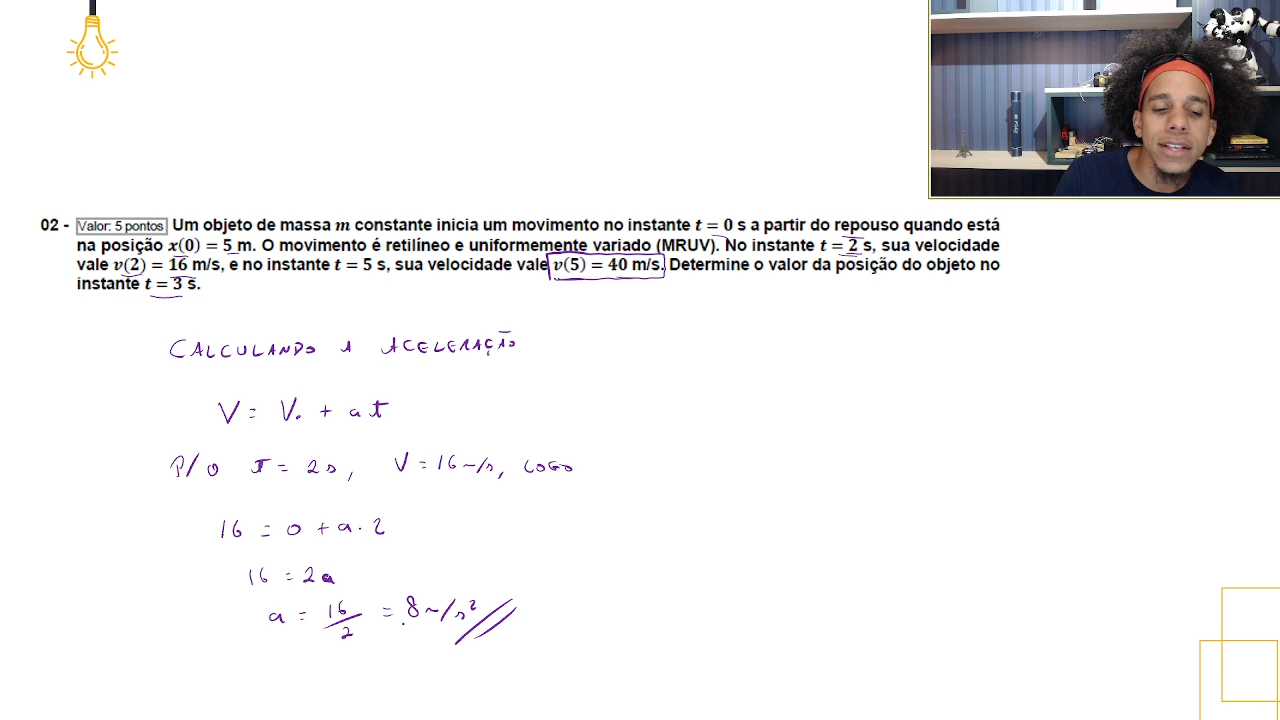 02 - Valor: 5 pontos Um objeto de massa m constante inicia um movimento no instante t = 0 s a partir do repouso quando está
na posição x(0) = 5 m. O movimento é retilíneo e uniformemente variado (MRUV). No instante t = 2 s, sua velocidade
vale v(2) = 16 m/s, e no instante t = 5 s, sua velocidade vale v(5) = 40 m/s. Determine o valor da posição do objeto no
instante t = 3 s.
CALCULANDO A ACELERAÇÃO
V = V₀ + at
P/ O T = 2s, V = 16 m/s, LOGO
16 = 0 + a · 2
16 = 2a
a = 16/2 = 8 m/s²